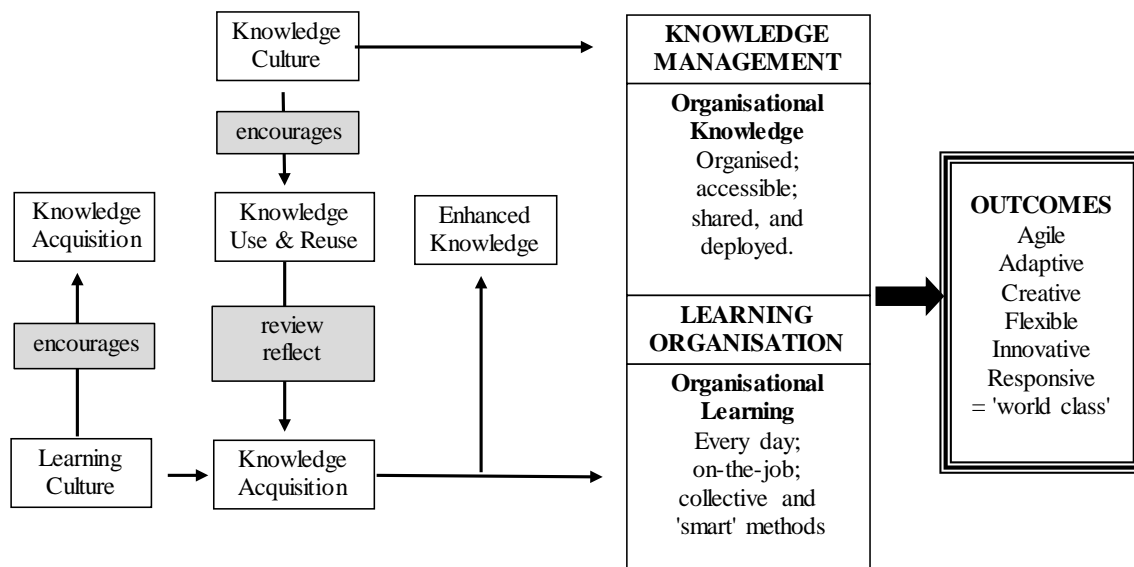 Knowledge
Culture
encourages
Knowledge
Acquisition
Knowledge
Use & Reuse
Enhanced
Knowledge
encourages
review
reflect
Learning
Culture
Knowledge
Acquisition
KNOWLEDGE
MANAGEMENT
Organisational
Knowledge
Organised;
accessible;
shared, and
deployed.
LEARNING
ORGANISATION
Organisational
Learning
Every day;
on-the-job;
collective and
'smart' methods
OUTCOMES
Agile
Adaptive
Creative
Flexible
Innovative
Responsive
= 'world class'